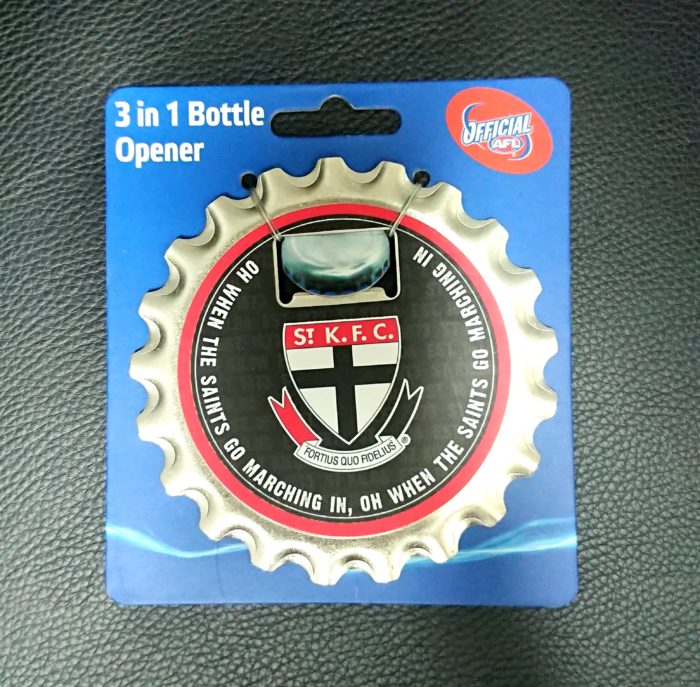 3 in 1 Bottle
Opener
OFFICIAL
AFL
OH WHEN THE SAINTS GO MARCHING IN, OH WHEN THE SAINTS GO MARCHING IN
ST K.F.C.
FORTIUS QUO FIDELIUS
®